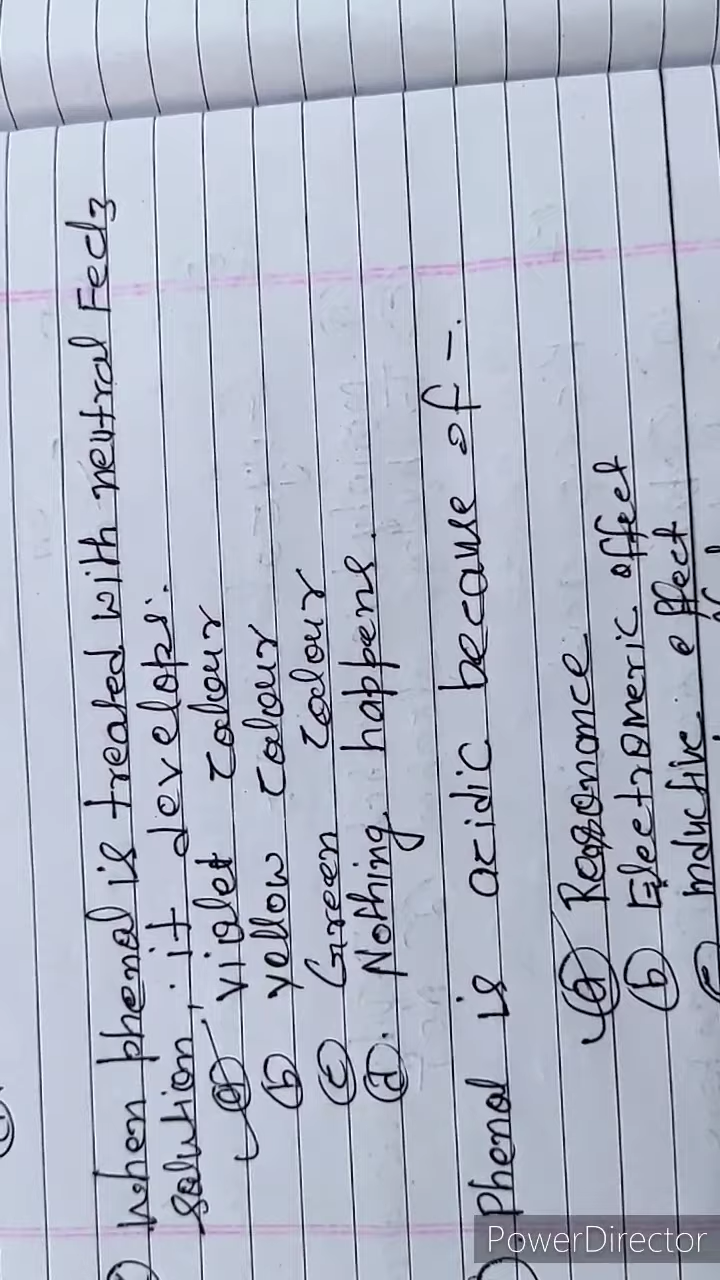 When phenol is treated with neutral FeCl3
solution, it develops.
(a) violet colour
(b) yellow colour
(c) Green colour
(d). Nothing happens.
Phenol is acidic because of -.
(a) Resonance
(b) Electromeric effect
(c) Inductive effect
PowerDirector